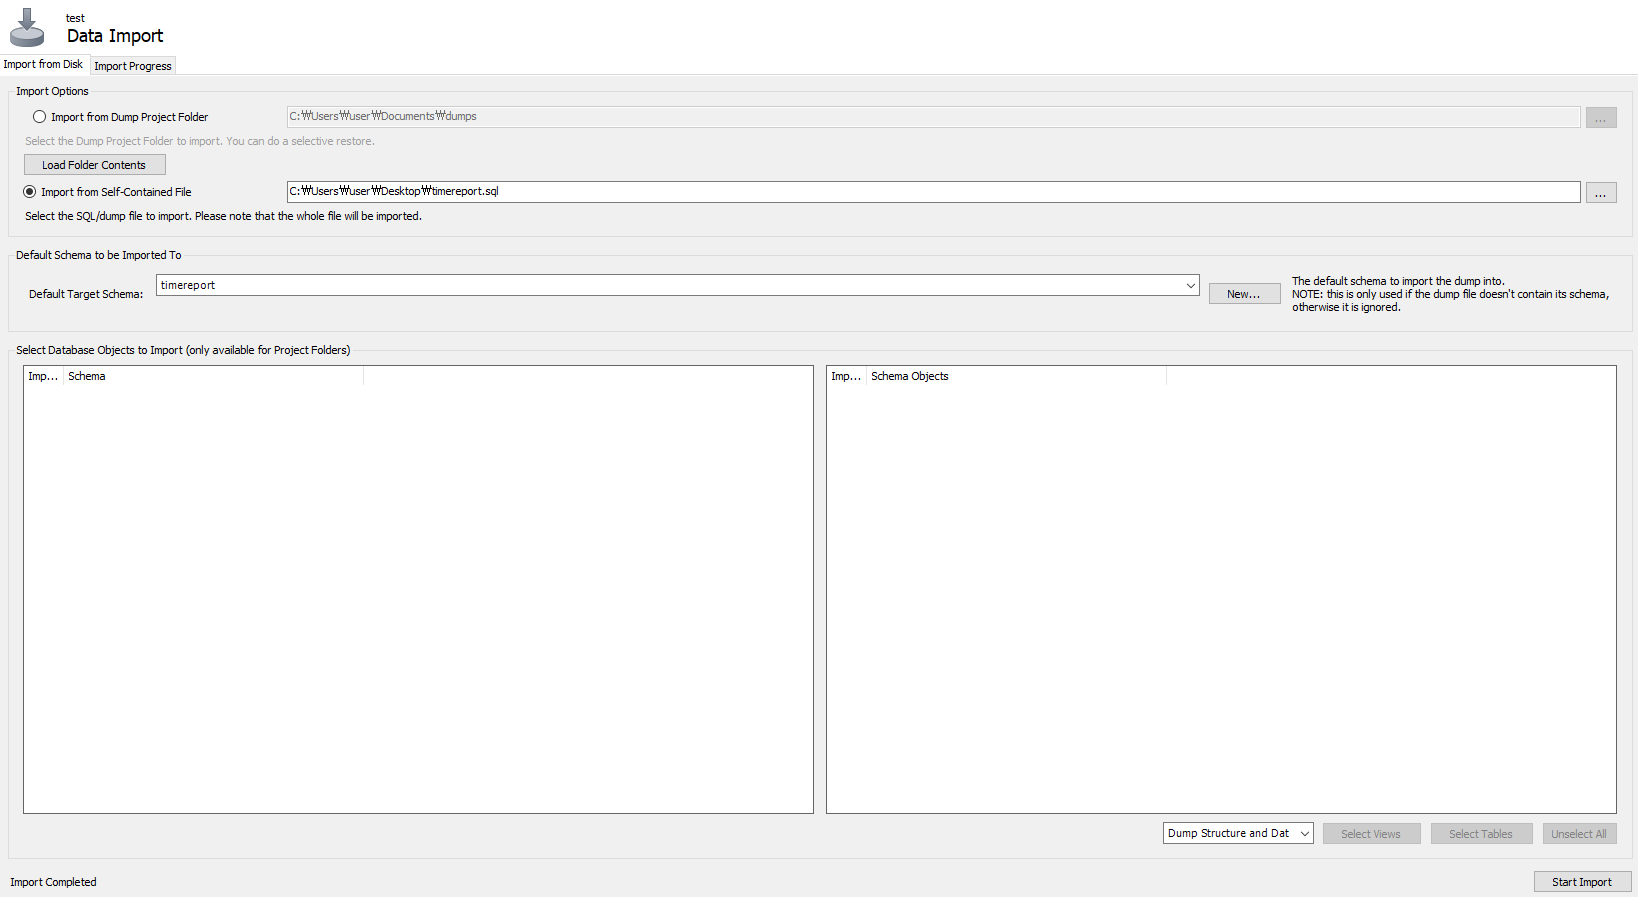 test
Data Import
Import from Disk
Import Progress
Import Options
Import from Dump Project Folder
C:₩Users₩user₩Documents₩dumps
...
Select the Dump Project Folder to import. You can do a selective restore.
Load Folder Contents
Import from Self-Contained File
C:₩Users₩user₩Desktop₩timereport.sql
...
Select the SQL/dump file to import. Please note that the whole file will be imported.
Default Schema to be Imported To
Default Target Schema:
timereport
New...
The default schema to import the dump into.
NOTE: this is only used if the dump file doesn't contain its schema,
otherwise it is ignored.
Select Database Objects to Import (only available for Project Folders)
Imp...
Schema
Imp...
Schema Objects
Dump Structure and Dat
Select Views
Select Tables
Unselect All
Import Completed
Start Import